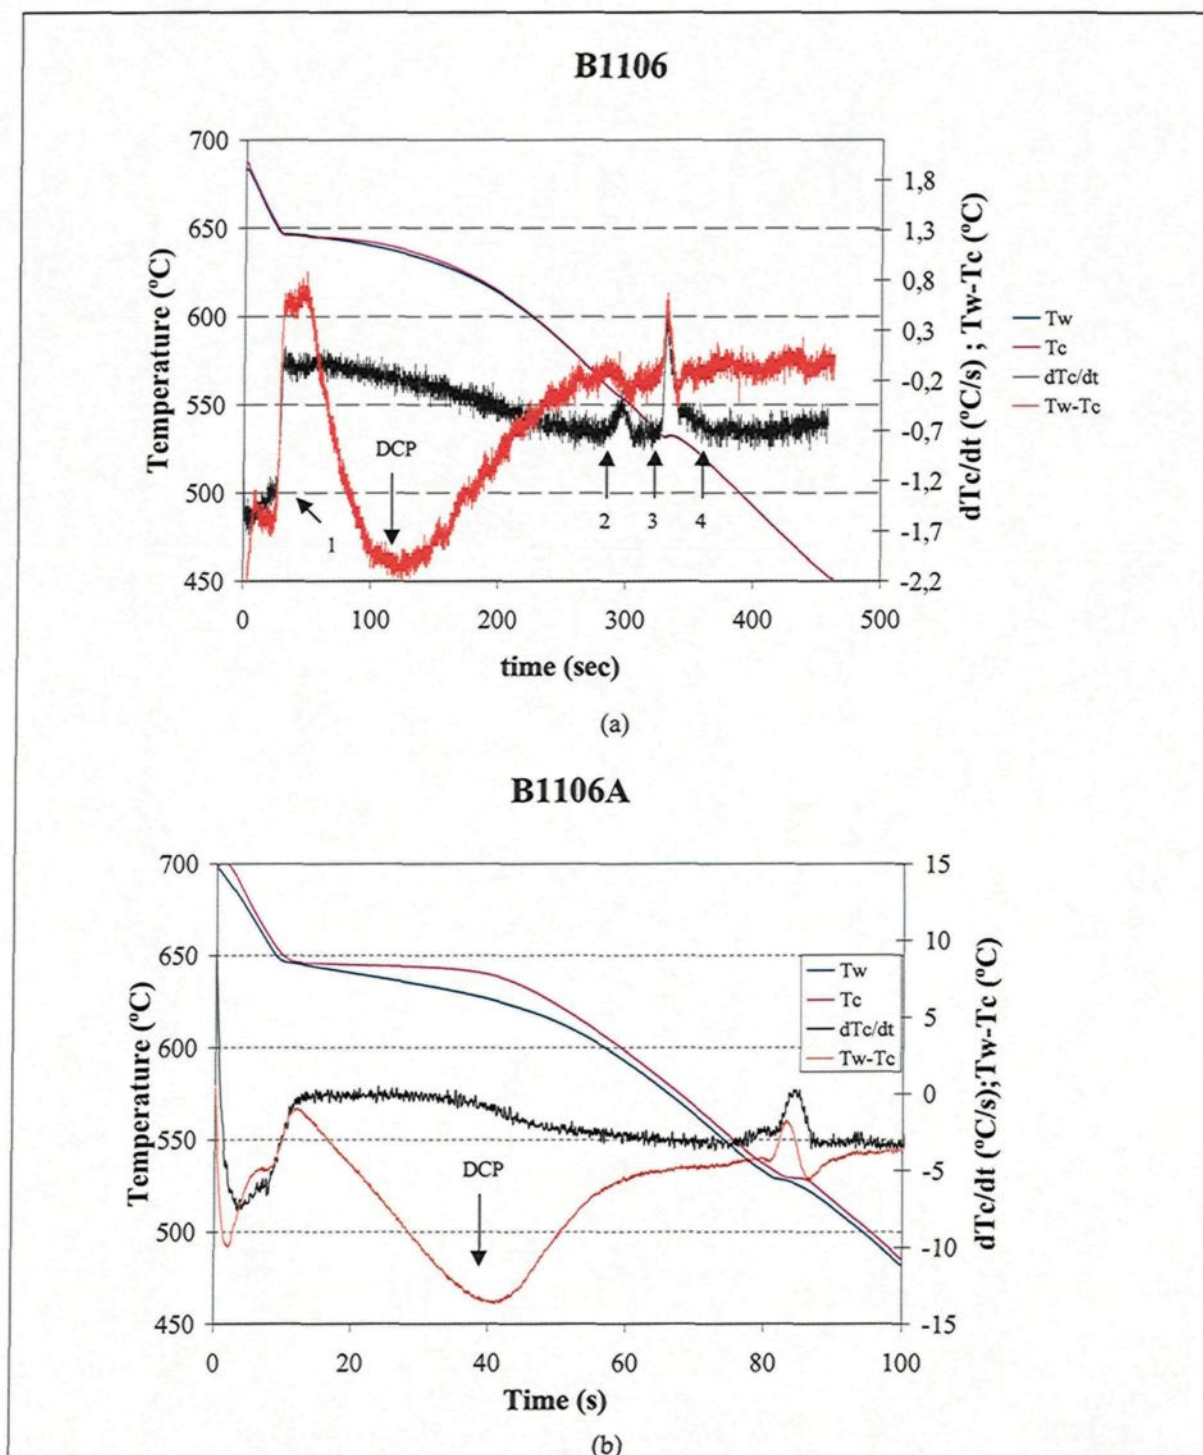 B1106
700
650
600
550
500
450
Temperature (ºC)
1,8
1,3
0,8
0,3
-0,2
-0,7
-1,2
-1,7
-2,2
dTc/dt (ºC/s) ; Tw-Tc (ºC)
Tw
Tc
dTc/dt
Tw-Tc
DCP
1
2
3
4
0
100
200
300
400
500
time (sec)
(a)
B1106A
700
650
600
550
500
450
Temperature (ºC)
15
10
5
0
-5
-10
-15
dTc/dt (ºC/s);Tw-Tc (ºC)
Tw
Tc
dTc/dt
Tw-Tc
DCP
0
20
40
60
80
100
Time (s)
(b)